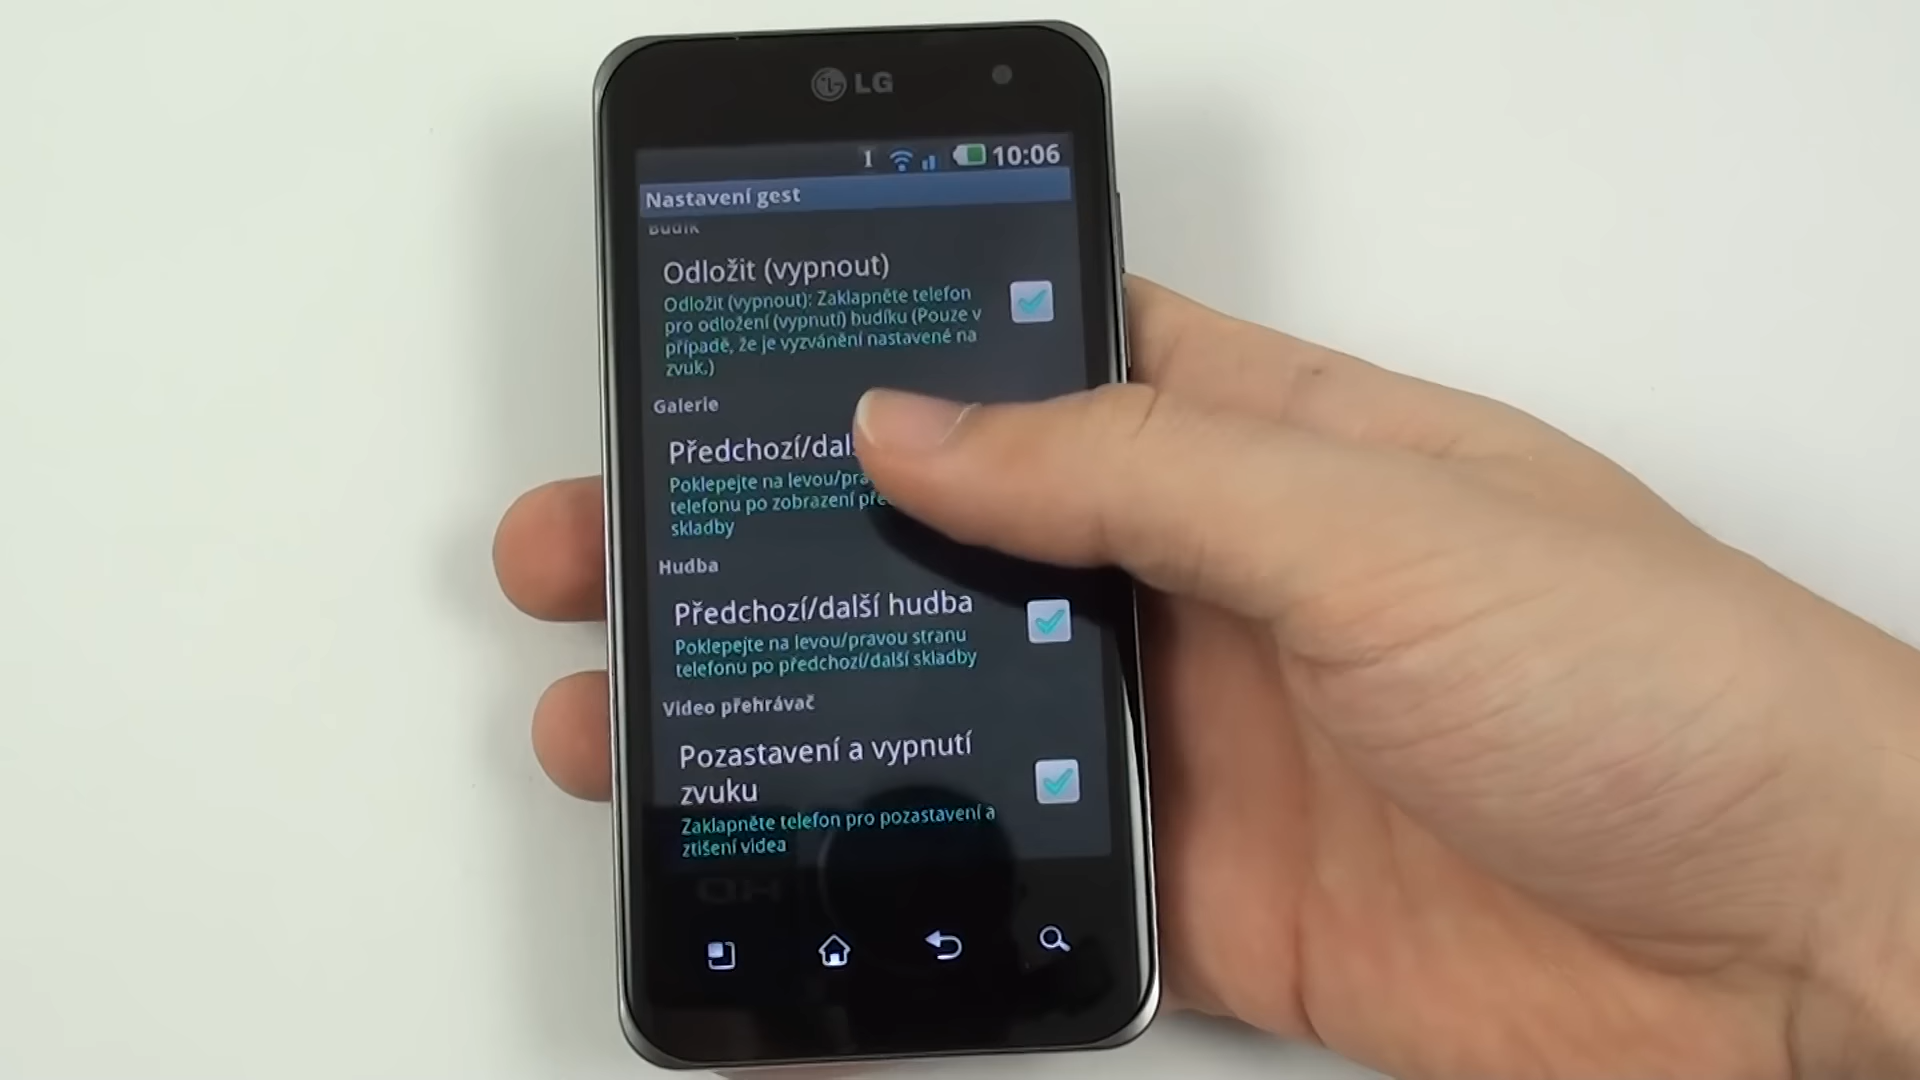 LG
1 10:06
Nastavení gest
Budík
Odložit (vypnout)
Odložit (vypnout): Zaklapněte telefon
pro odložení (vypnutí) budíku (Pouze v
případě, že je vyzvánění nastavené na
zvuk.)
Galerie
Předchozí/dal
Poklepejte na levou/pra
telefonu po zobrazení pře
skladby
Hudba
Předchozí/další hudba
Poklepejte na levou/pravou stranu
telefonu po předchozí/další skladby
Video přehrávač
Pozastavení a vypnutí
zvuku
Zaklapněte telefon pro pozastavení a
ztišení videa